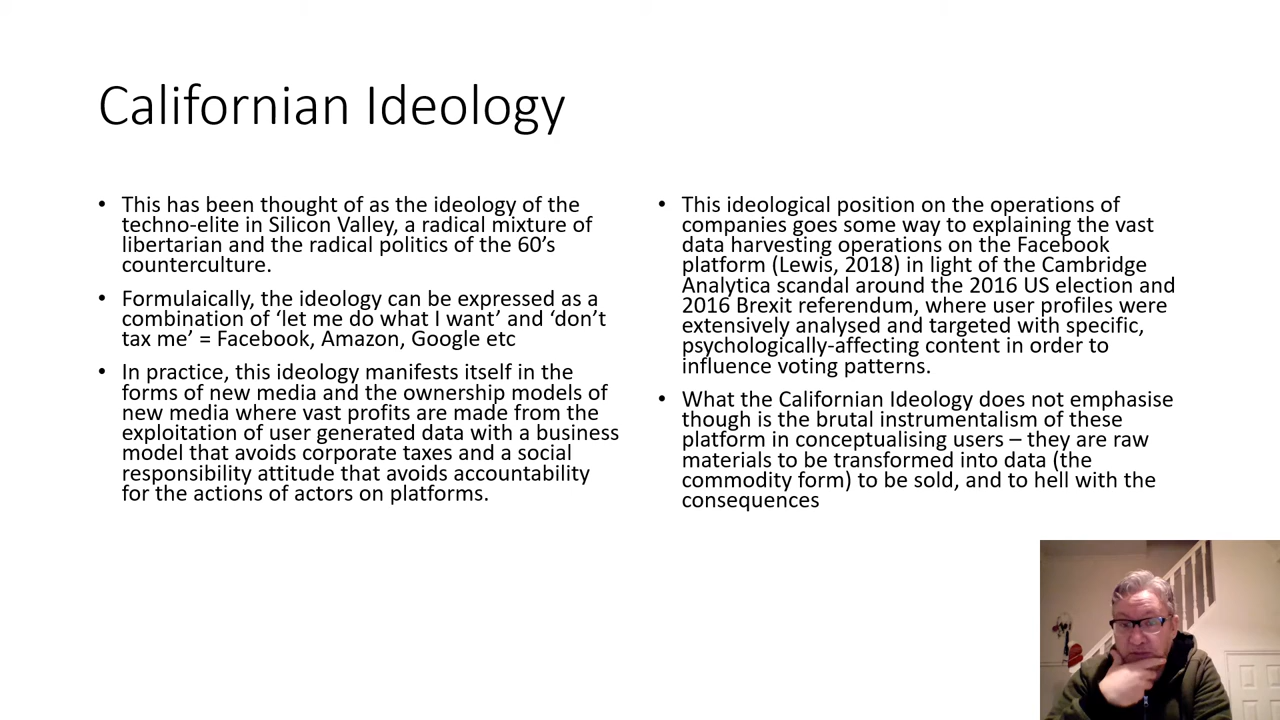 Californian Ideology
• This has been thought of as the ideology of the
techno-elite in Silicon Valley, a radical mixture of
libertarian and the radical politics of the 60’s
counterculture.
• Formulaically, the ideology can be expressed as a
combination of ‘let me do what I want’ and ‘don’t
tax me’ = Facebook, Amazon, Google etc
• In practice, this ideology manifests itself in the
forms of new media and the ownership models of
new media where vast profits are made from the
exploitation of user generated data with a business
model that avoids corporate taxes and a social
responsibility attitude that avoids accountability
for the actions of actors on platforms.
• This ideological position on the operations of
companies goes some way to explaining the vast
data harvesting operations on the Facebook
platform (Lewis, 2018) in light of the Cambridge
Analytica scandal around the 2016 US election and
2016 Brexit referendum, where user profiles were
extensively analysed and targeted with specific,
psychologically-affecting content in order to
influence voting patterns.
• What the Californian Ideology does not emphasise
though is the brutal instrumentalism of these
platform in conceptualising users – they are raw
materials to be transformed into data (the
commodity form) to be sold, and to hell with the
consequences